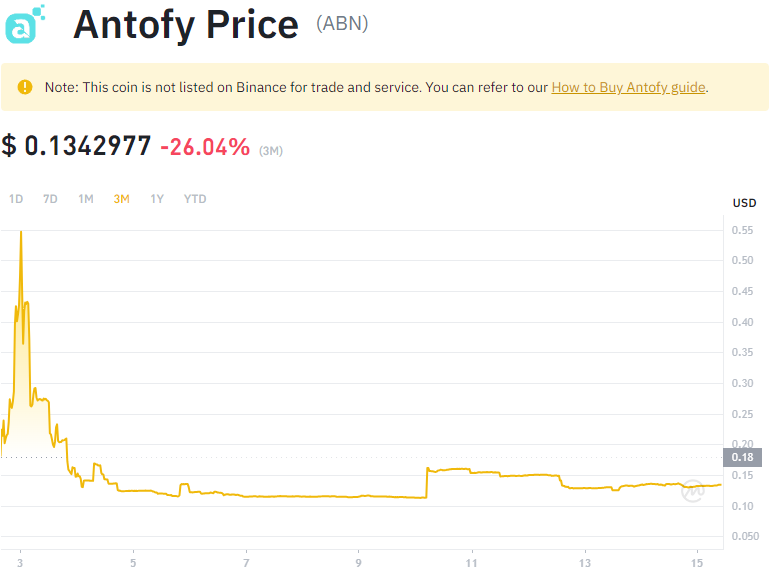 Antofy Price (ABN)
Note: This coin is not listed on Binance for trade and service. You can refer to our How to Buy Antofy guide.
$ 0.1342977 -26.04% (3M)
1D 7D 1M 3M 1Y YTD
USD
0.55
0.50
0.45
0.40
0.35
0.30
0.25
0.20
0.18
0.15
0.10
0.050
3 5 7 9 11 13 15